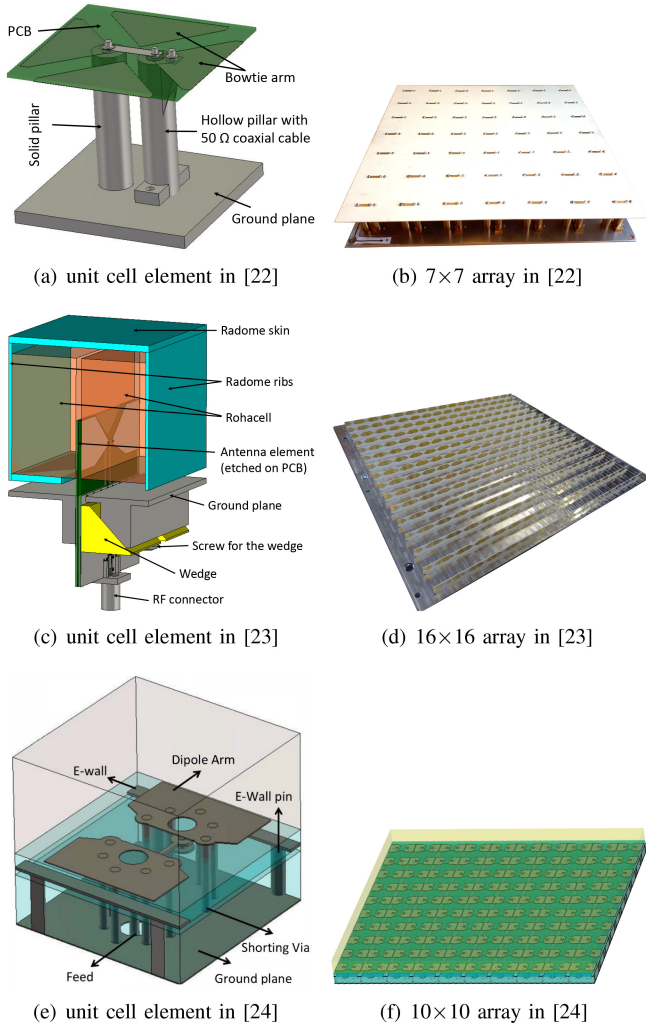 PCB
Bowtie arm
Solid pillar
Hollow pillar with
50 Ω coaxial cable
Ground plane
(a) unit cell element in [22]
(b) 7×7 array in [22]
Radome skin
Radome ribs
Rohacell
Antenna element
(etched on PCB)
Ground plane
Screw for the wedge
Wedge
RF connector
(c) unit cell element in [23]
(d) 16×16 array in [23]
Dipole Arm
E-wall
E-Wall pin
Shorting Via
Feed
Ground plane
(e) unit cell element in [24]
(f) 10×10 array in [24]